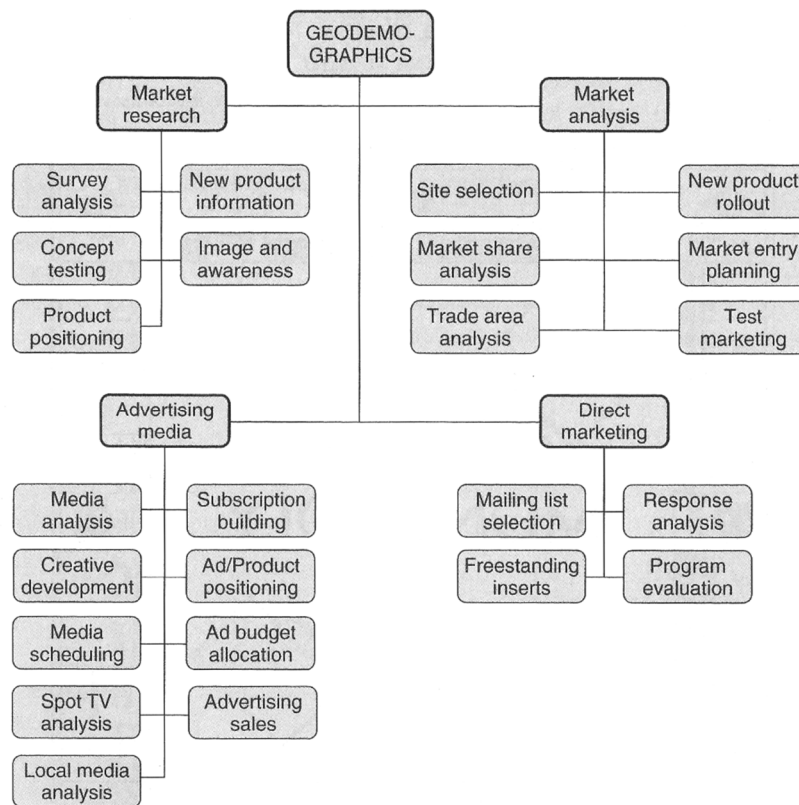 GEODEMO-
GRAPHICS
Market
research
Survey
analysis
New product
information
Concept
testing
Image and
awareness
Product
positioning
Market
analysis
Site selection
New product
rollout
Market share
analysis
Market entry
planning
Trade area
analysis
Test
marketing
Advertising
media
Media
analysis
Subscription
building
Creative
development
Ad/Product
positioning
Media
scheduling
Ad budget
allocation
Spot TV
analysis
Advertising
sales
Local media
analysis
Direct
marketing
Mailing list
selection
Response
analysis
Freestanding
inserts
Program
evaluation